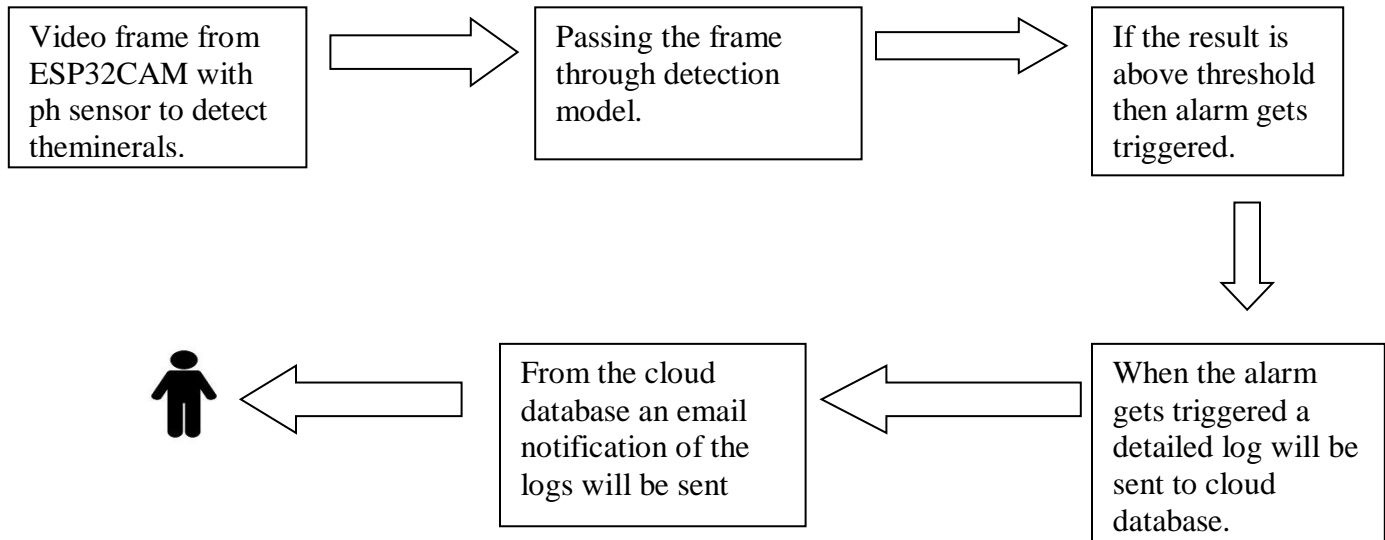 Video frame from
ESP32CAM with
ph sensor to detect
theminerals.
Passing the frame
through detection
model.
If the result is
above threshold
then alarm gets
triggered.
When the alarm
gets triggered a
detailed log will be
sent to cloud
database.
From the cloud
database an email
notification of the
logs will be sent